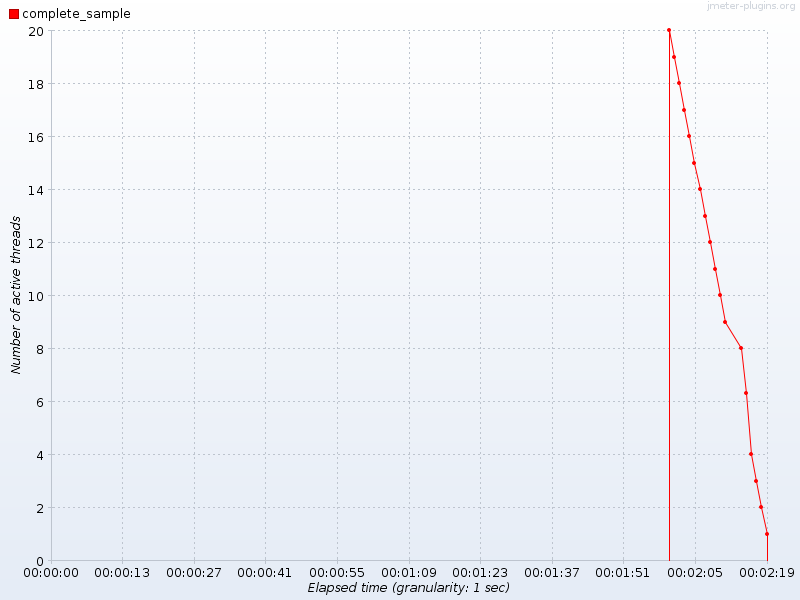 complete_sample
jmeter-plugins.org
20
18
16
14
12
10
8
6
4
2
0
Number of active threads
00:00:00 00:00:13 00:00:27 00:00:41 00:00:55 00:01:09 00:01:23 00:01:37 00:01:51 00:02:05 00:02:19
Elapsed time (granularity: 1 sec)